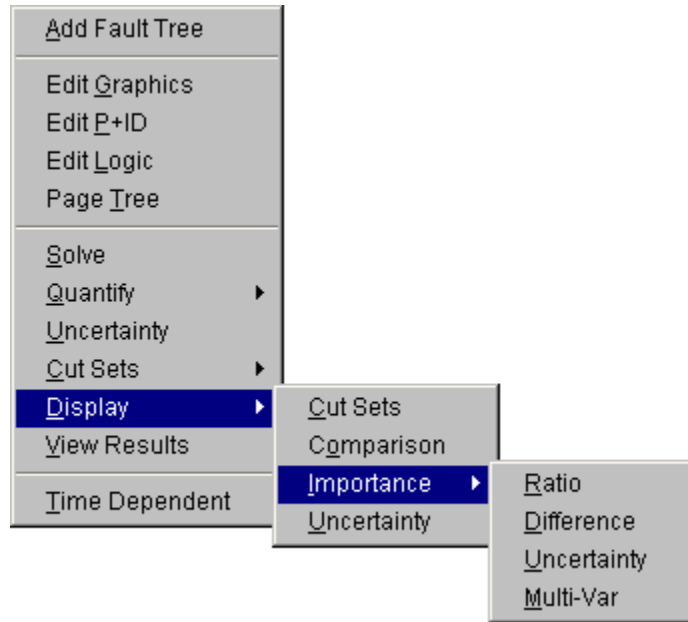 Add Fault Tree
Edit Graphics
Edit P+ID
Edit Logic
Page Tree
Solve
Quantify
Uncertainty
Cut Sets
Display
View Results
Time Dependent
Cut Sets
Comparison
Importance
Uncertainty
Ratio
Difference
Uncertainty
Multi-Var